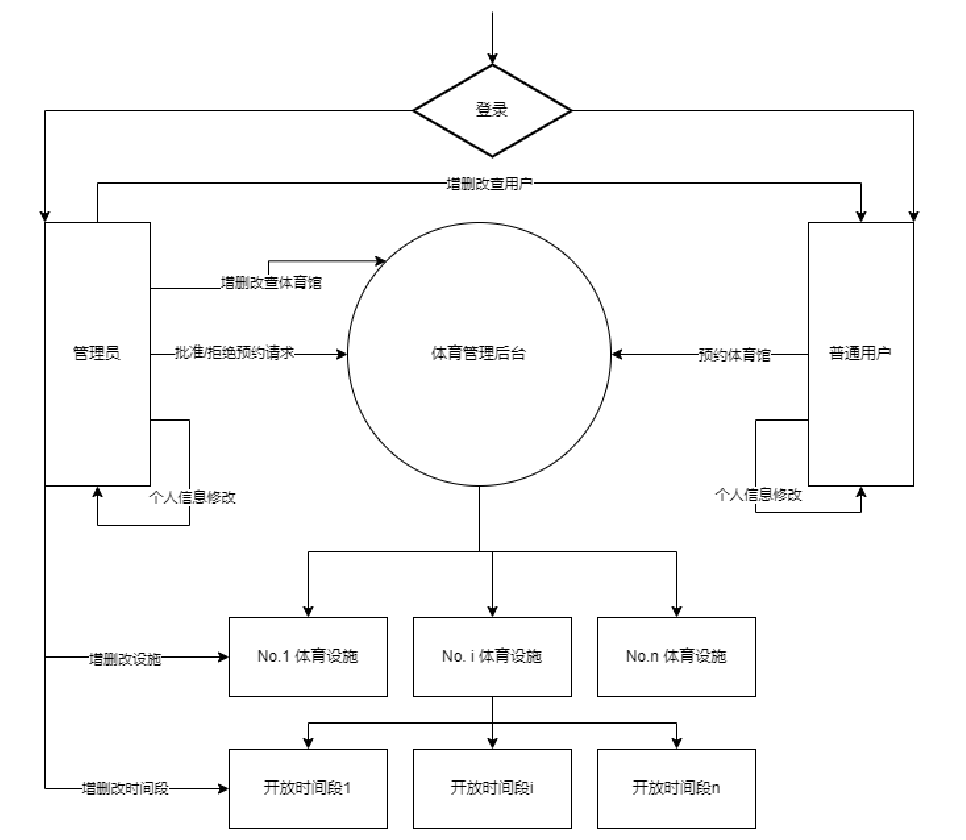 登录
增删改查用户
增删改查体育馆
管理员
批准/拒绝预约请求
体育管理后台
预约体育馆
普通用户
个人信息修改
个人信息修改
No.1 体育设施
No. i 体育设施
No.n 体育设施
增删改设施
开放时间段1
开放时间段i
开放时间段n
增删改时间段